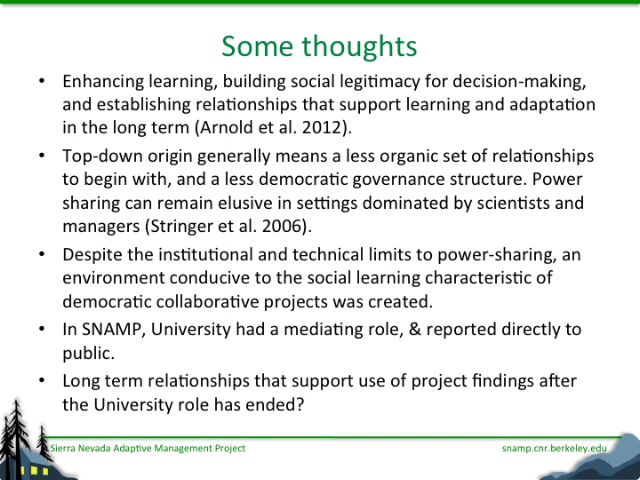 Some thoughts
• Enhancing learning, building social legitimacy for decision-making,
and establishing relationships that support learning and adaptation
in the long term (Arnold et al. 2012).
• Top-down origin generally means a less organic set of relationships
to begin with, and a less democratic governance structure. Power
sharing can remain elusive in settings dominated by scientists and
managers (Stringer et al. 2006).
• Despite the institutional and technical limits to power-sharing, an
environment conducive to the social learning characteristic of
democratic collaborative projects was created.
• In SNAMP, University had a mediating role, & reported directly to
public.
• Long term relationships that support use of project findings after
the University role has ended?
Sierra Nevada Adaptive Management Project
snamp.cnr.berkeley.edu